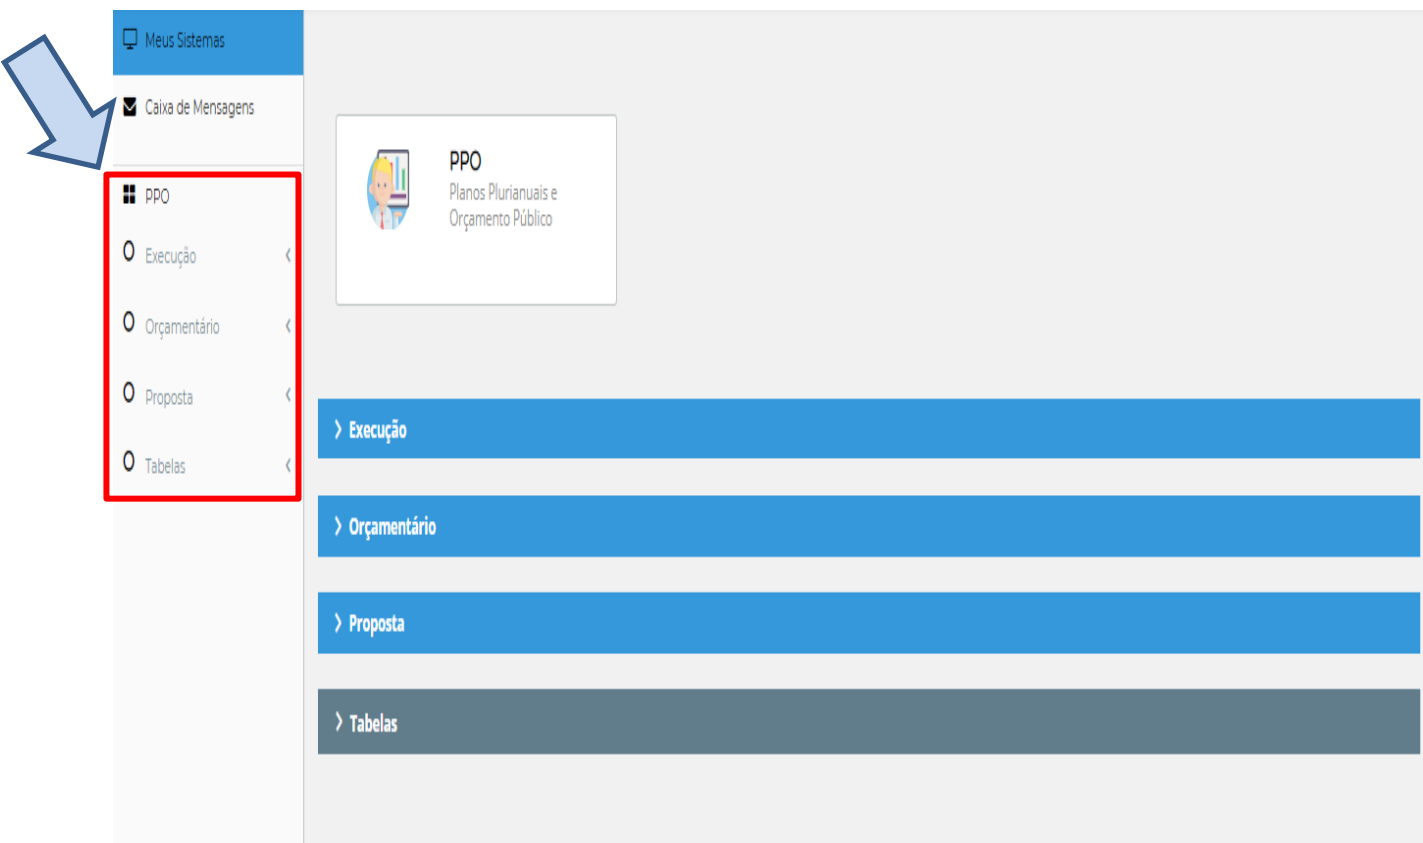 Meus Sistemas
Caixa de Mensagens
PPO
Execução
Orçamentário
Proposta
Tabelas
PPO
Planos Plurianuais e
Orçamento Público
Execução
Orçamentário
Proposta
Tabelas